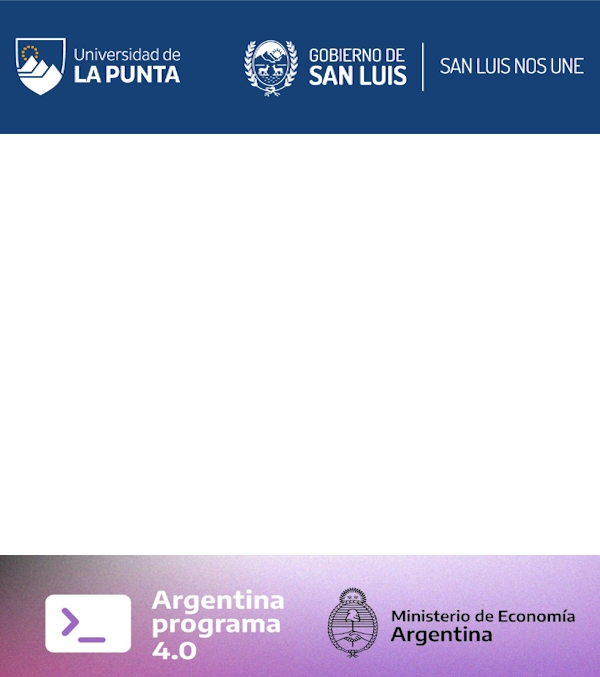 Universidad de
LA PUNTA
GOBIERNO DE
SAN LUIS
SAN LUIS NOS UNE
Argentina
programa
4.0
Ministerio de Economía
Argentina